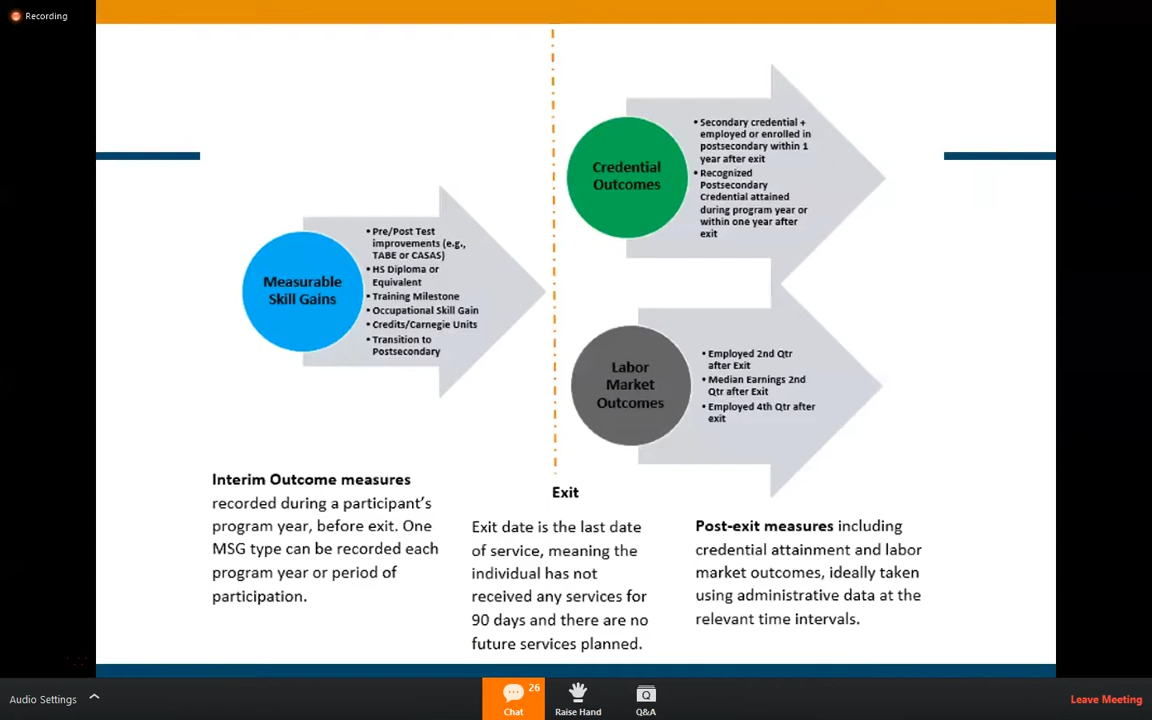 Recording
Measurable
Skill Gains
• Pre/Post Test
improvements (e.g.,
TABE or CASAS)
• HS Diploma or
Equivalent
• Training Milestone
• Occupational Skill Gain
• Credits/Carnegie Units
• Transition to
Postsecondary
Credential
Outcomes
• Secondary credential +
employed or enrolled in
postsecondary within 1
year after exit
• Recognized
Postsecondary
Credential attained
during program year or
within one year after
exit
Labor
Market
Outcomes
• Employed 2nd Qtr
after Exit
• Median Earnings 2nd
Qtr after Exit
• Employed 4th Qtr after
exit
Interim Outcome measures
recorded during a participant's
program year, before exit. One
MSG type can be recorded each
program year or period of
participation.
Exit
Exit date is the last date
of service, meaning the
individual has not
received any services for
90 days and there are no
future services planned.
Post-exit measures including
credential attainment and labor
market outcomes, ideally taken
using administrative data at the
relevant time intervals.
Audio Settings
26
Chat
Raise Hand
Q
Q&A
Leave Meeting